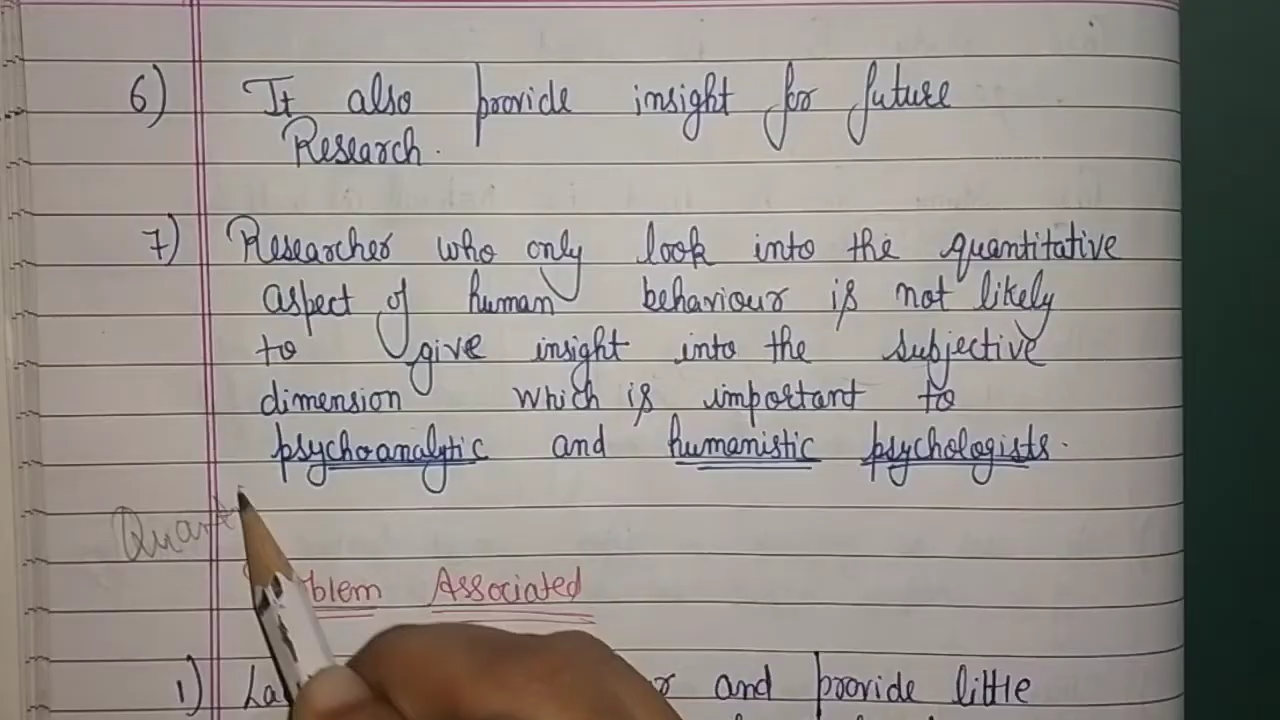 6) It also provide insight for future
Research.
7) Researcher who only look into the quantitative
aspect of human behaviour is not likely
to give insight into the subjective
dimension which is important to
psychoanalytic and humanistic psychologists.
Associated
1) and provide little